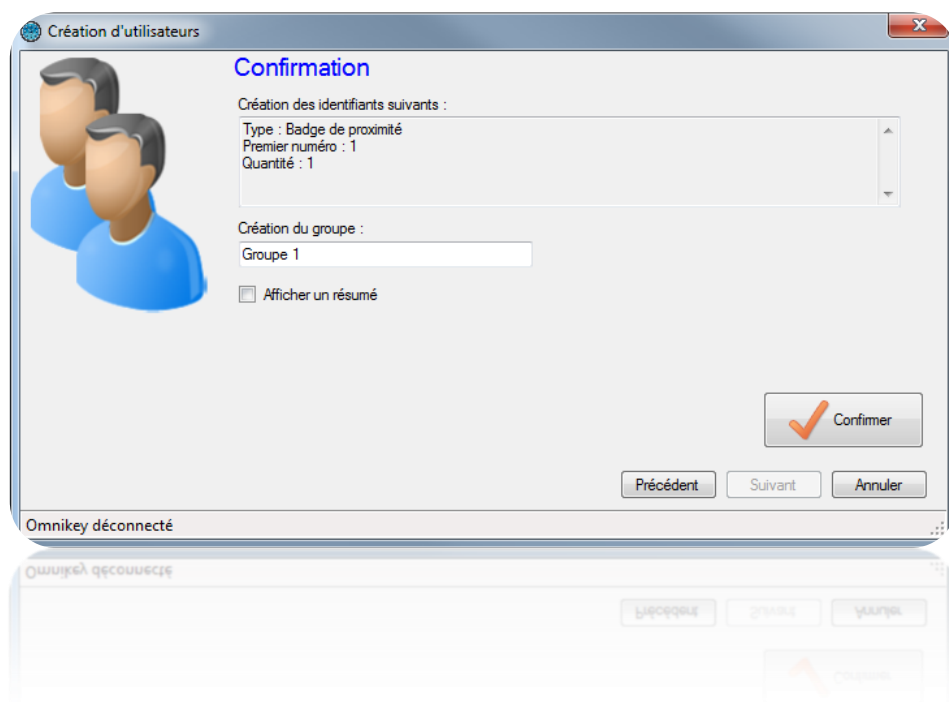 Création d'utilisateurs
Confirmation
Création des identifiants suivants :
Type : Badge de proximité
Premier numéro : 1
Quantité : 1
Création du groupe :
Groupe 1
Afficher un résumé
Confirmer
Précédent
Suivant
Annuler
Omnikey déconnecté